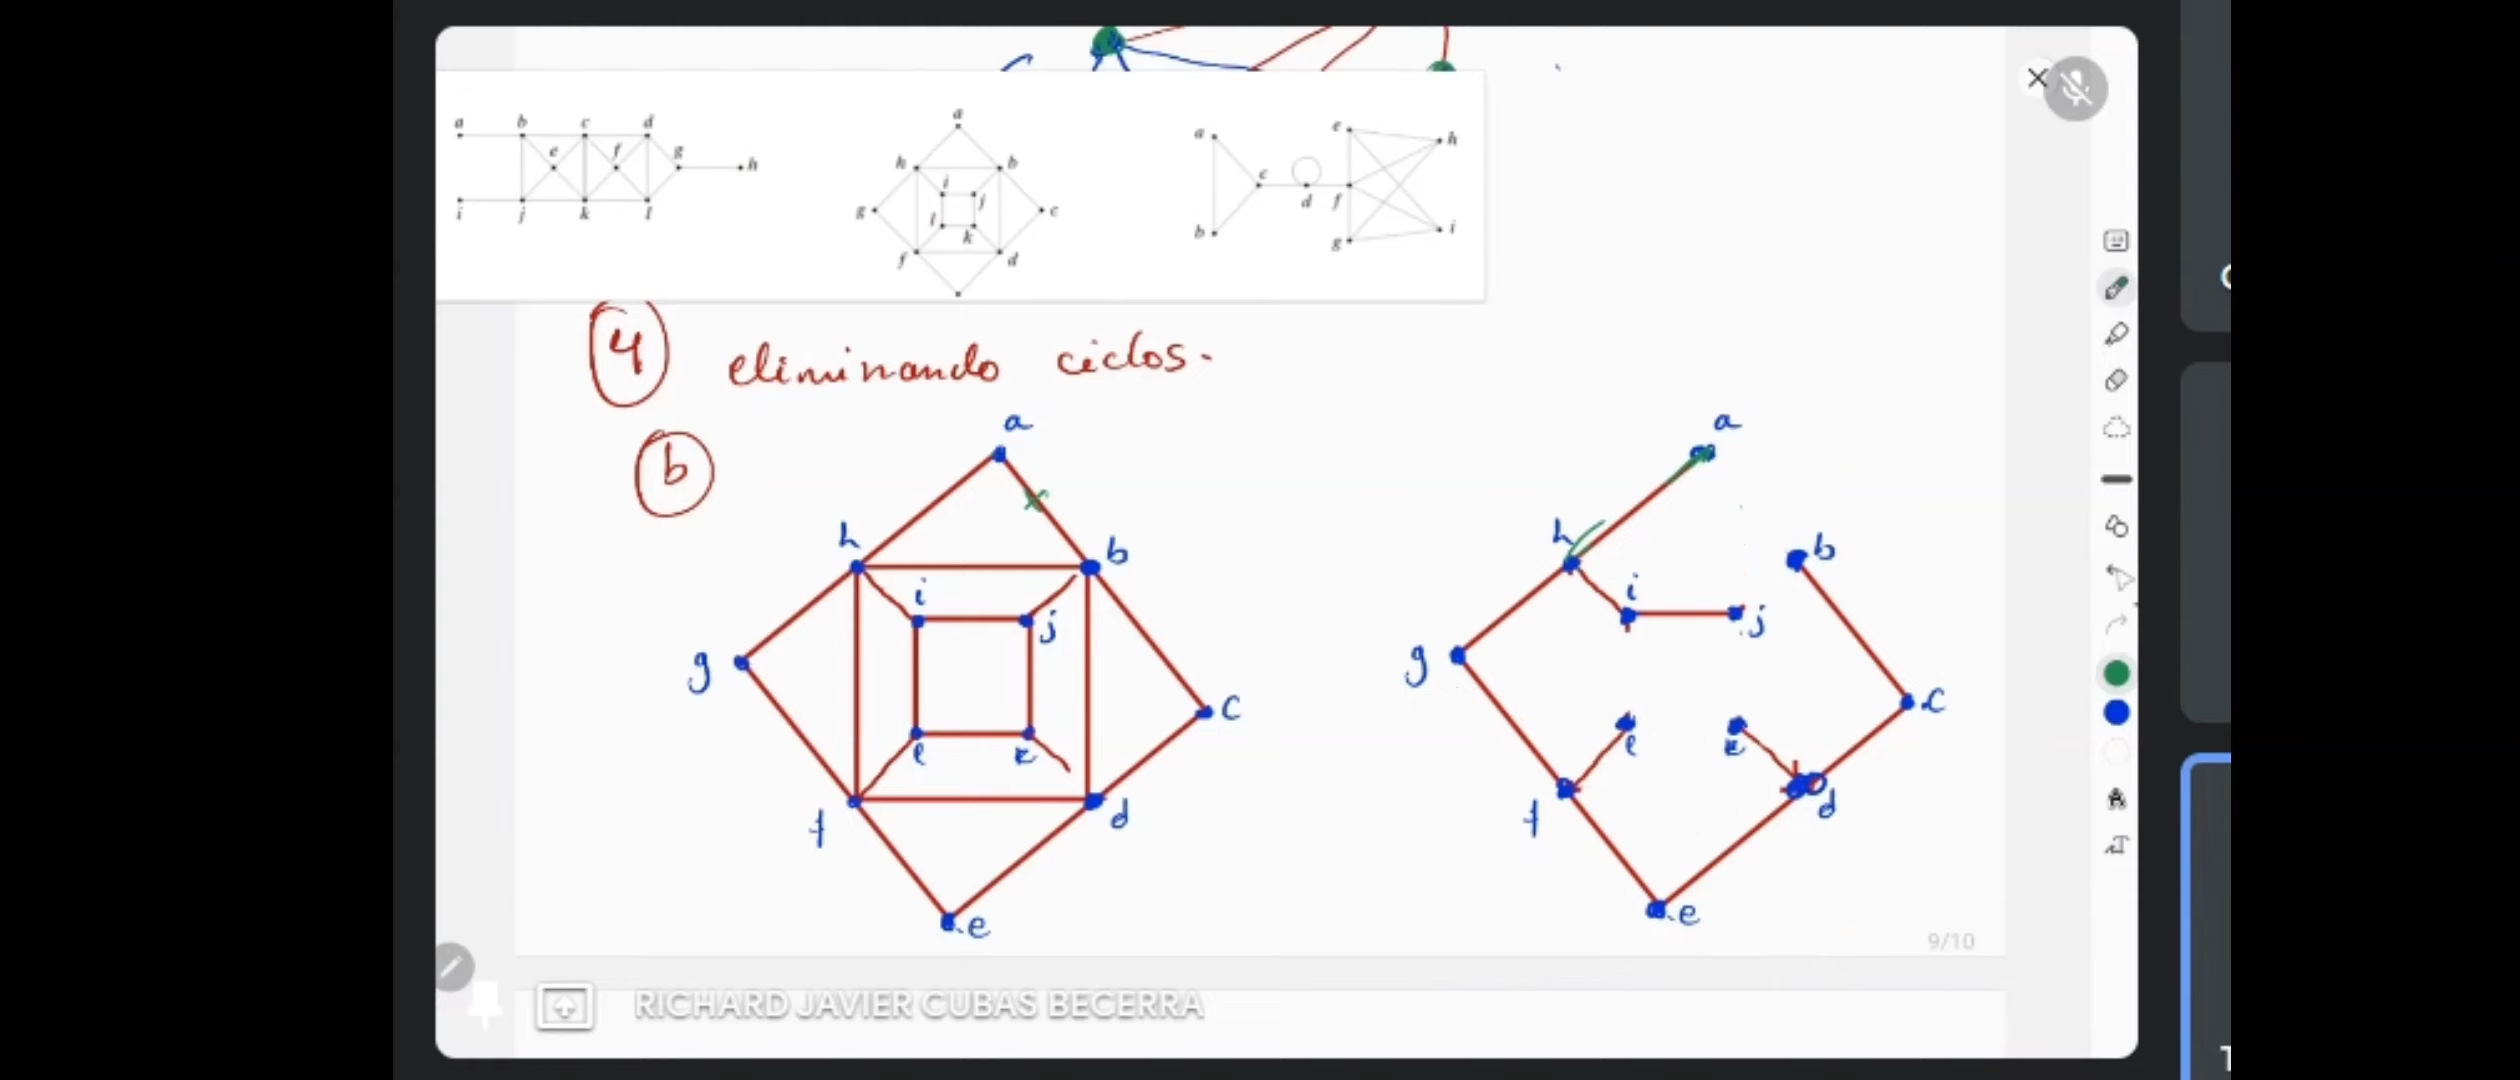 a b c d
e f g h
i j k l
a
h b
i
g l j c
k
f d
a e h
c
d f
b g i
4 eliminando ciclos.
b
a a
h b h b
i j i j
g c g c
l k l k
f d f d
e e
9/10
RICHARD JAVIER CUBAS BECERRA